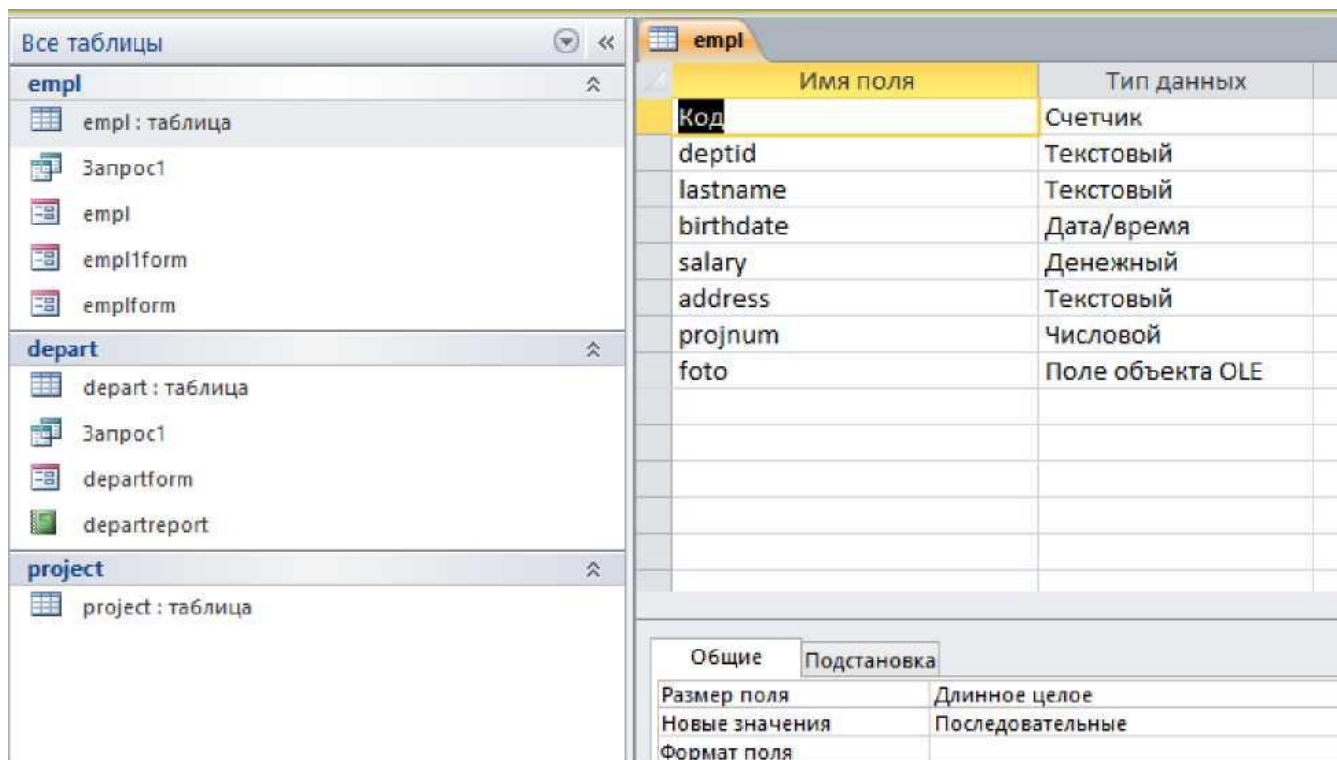 Все таблицы
empl
empl : таблица
Запрос1
empl
empl1form
emplform
depart
depart : таблица
Запрос1
departform
departreport
project
project : таблица
empl
Имя поля Тип данных
Код Счетчик
deptid Текстовый
lastname Текстовый
birthdate Дата/время
salary Денежный
address Текстовый
projnum Числовой
foto Поле объекта OLE
Общие Подстановка
Размер поля Длинное целое
Новые значения Последовательные
Формат поля